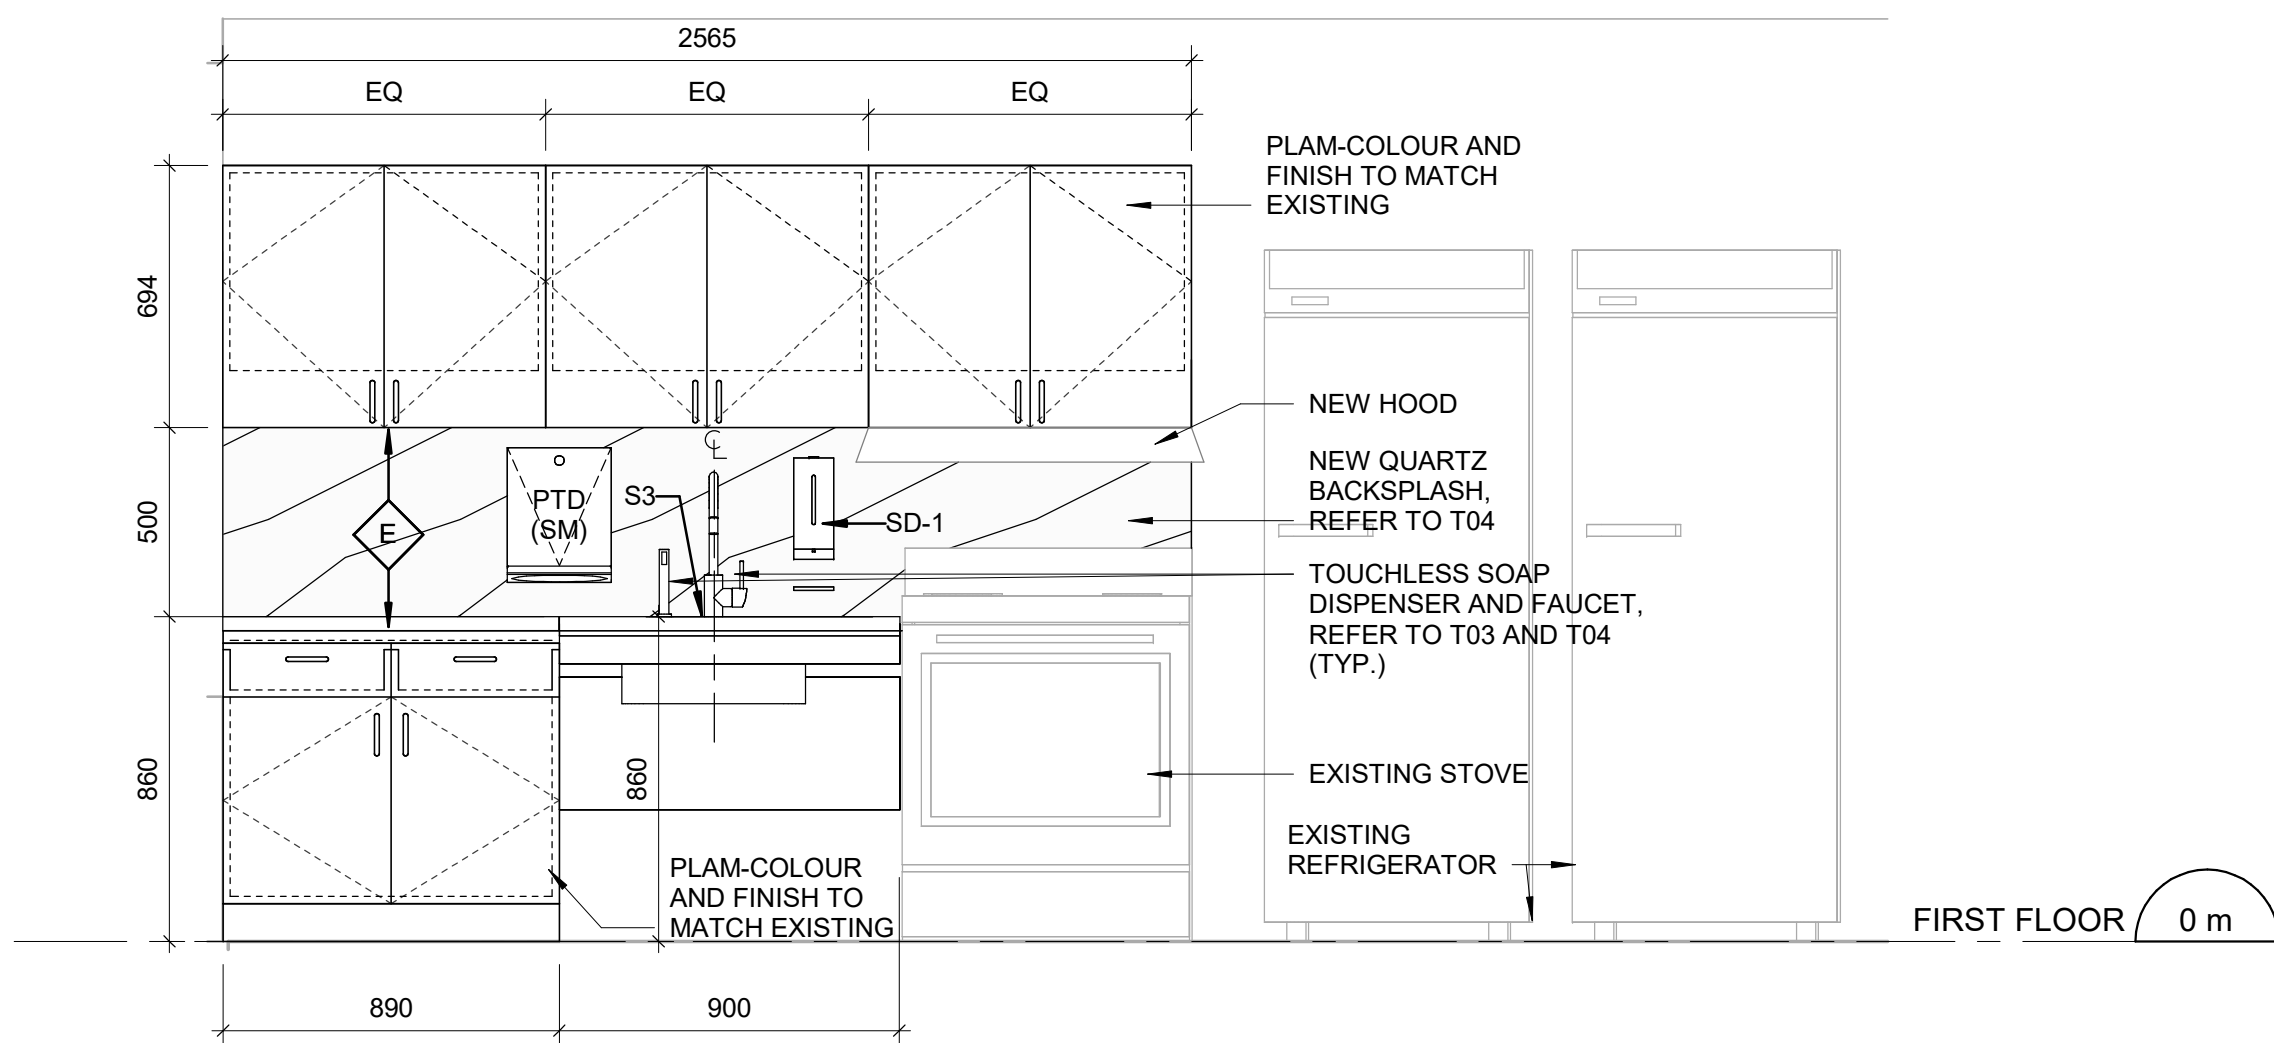 2565
EQ
EQ
EQ
PLAM-COLOUR AND
FINISH TO MATCH
EXISTING
694
NEW HOOD
CL
NEW QUARTZ
BACKSPLASH,
REFER TO T04
PTD
(SM)
S3
SD-1
500
E
TOUCHLESS SOAP
DISPENSER AND FAUCET,
REFER TO T03 AND T04
(TYP.)
860
860
EXISTING STOVE
EXISTING
REFRIGERATOR
PLAM-COLOUR
AND FINISH TO
MATCH EXISTING
FIRST FLOOR
0 m
890
900